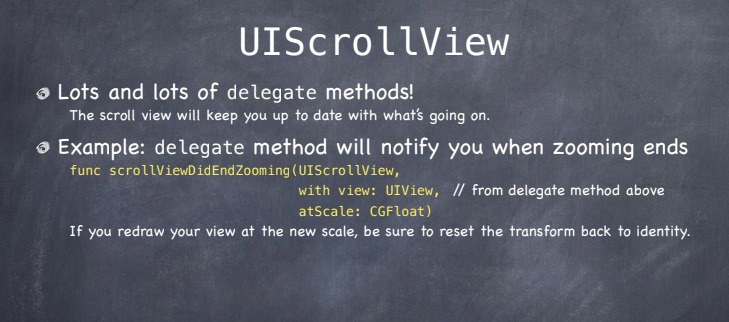 UIScrollView
Lots and lots of delegate methods!
The scroll view will keep you up to date with what's going on.
Example: delegate method will notify you when zooming ends
func scrollViewDidEndZooming(UIScrollView,
with view: UIView, // from delegate method above
atScale: CGFloat)
If you redraw your view at the new scale, be sure to reset the transform back to identity.